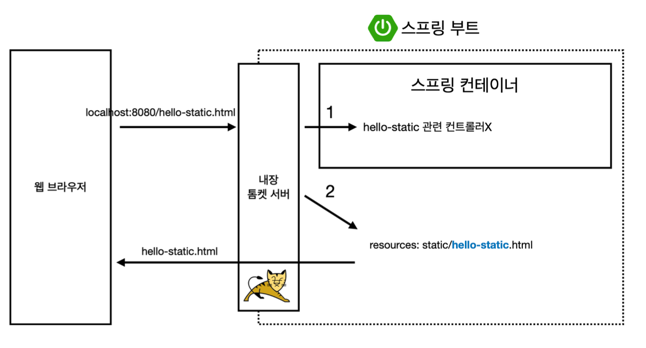 스프링 부트
스프링 컨테이너
localhost:8080/hello-static.html
1
hello-static 관련 컨트롤러X
웹 브라우저
내장
톰켓 서버
2
resources: static/hello-static.html
hello-static.html